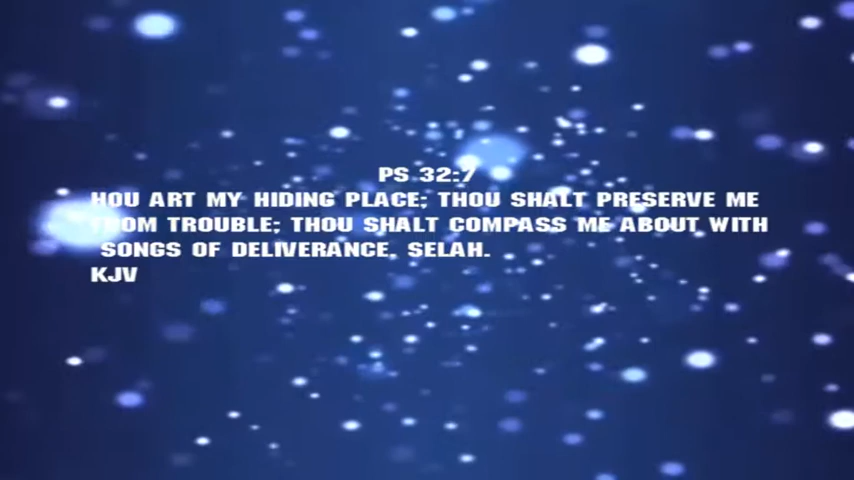 PS 32:7
HOU ART MY HIDING PLACE; THOU SHALT PRESERVE ME
FROM TROUBLE; THOU SHALT COMPASS ME ABOUT WITH
SONGS OF DELIVERANCE. SELAH.
KJV